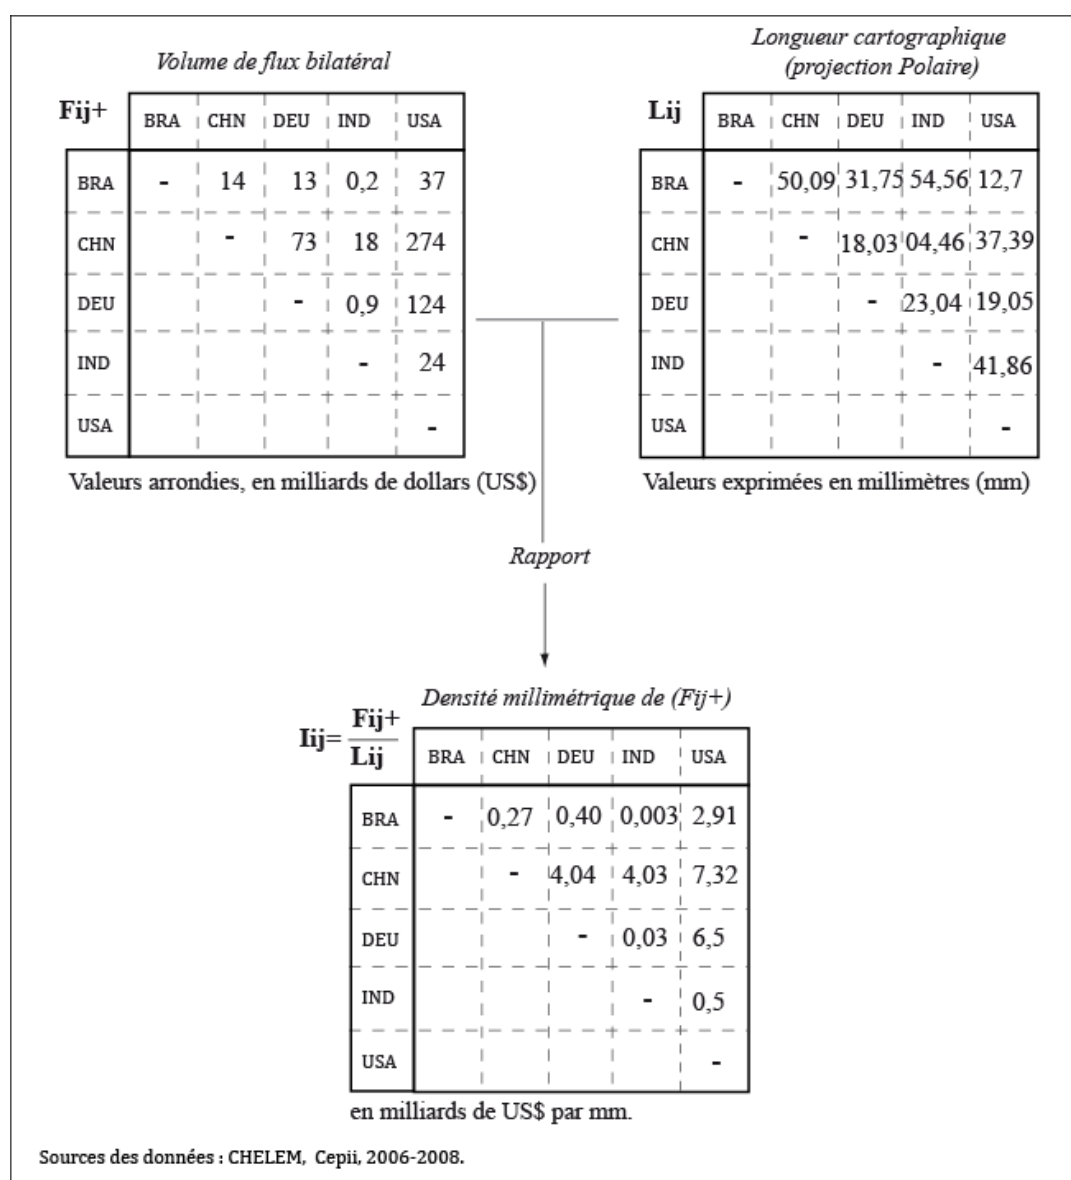 Volume de flux bilatéral
Fij+ BRA CHN DEU IND USA
BRA - 14 13 0,2 37
CHN - 73 18 274
DEU - 0,9 124
IND - 24
USA -
Valeurs arrondies, en milliards de dollars (US$)
Longueur cartographique
(projection Polaire)
Lij BRA CHN DEU IND USA
BRA - 50,09 31,75 54,56 12,7
CHN - 18,03 04,46 37,39
DEU - 23,04 19,05
IND - 41,86
USA -
Valeurs exprimées en millimètres (mm)
Rapport
Densité millimétrique de (Fij+)
Iij= Fij+
Lij
BRA CHN DEU IND USA
BRA - 0,27 0,40 0,003 2,91
CHN - 4,04 4,03 7,32
DEU - 0,03 6,5
IND - 0,5
USA -
en milliards de US$ par mm.
Sources des données : CHELEM, Cepii, 2006-2008.